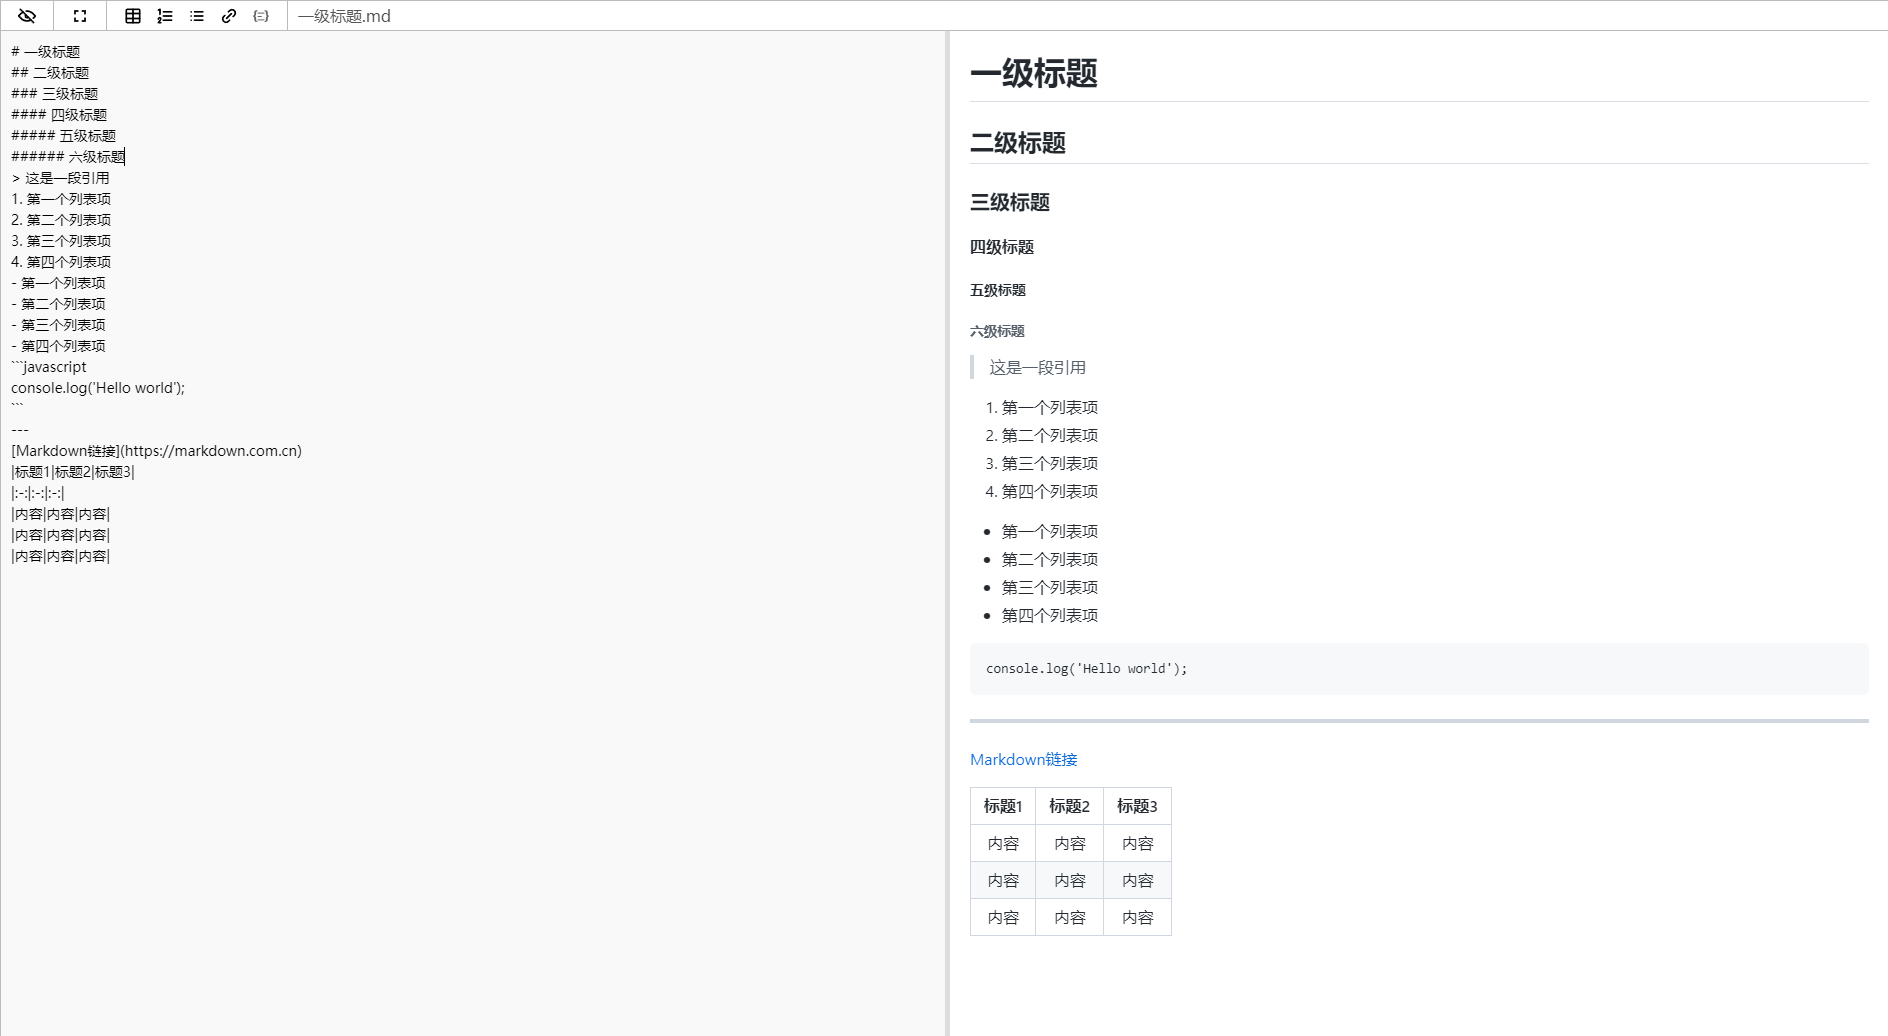 一级标题.md
# 一级标题
## 二级标题
### 三级标题
#### 四级标题
##### 五级标题
###### 六级标题
> 这是一段引用
1. 第一个列表项
2. 第二个列表项
3. 第三个列表项
4. 第四个列表项
- 第一个列表项
- 第二个列表项
- 第三个列表项
- 第四个列表项
```javascript
console.log('Hello world');
```
---
[Markdown链接](https://markdown.com.cn)
|标题1|标题2|标题3|
|:-:|:-:|:-:|
|内容|内容|内容|
|内容|内容|内容|
|内容|内容|内容|
一级标题
二级标题
三级标题
四级标题
五级标题
六级标题
这是一段引用
1. 第一个列表项
2. 第二个列表项
3. 第三个列表项
4. 第四个列表项
• 第一个列表项
• 第二个列表项
• 第三个列表项
• 第四个列表项
console.log('Hello world');
Markdown链接
标题1 标题2 标题3
内容 内容 内容
内容 内容 内容
内容 内容 内容